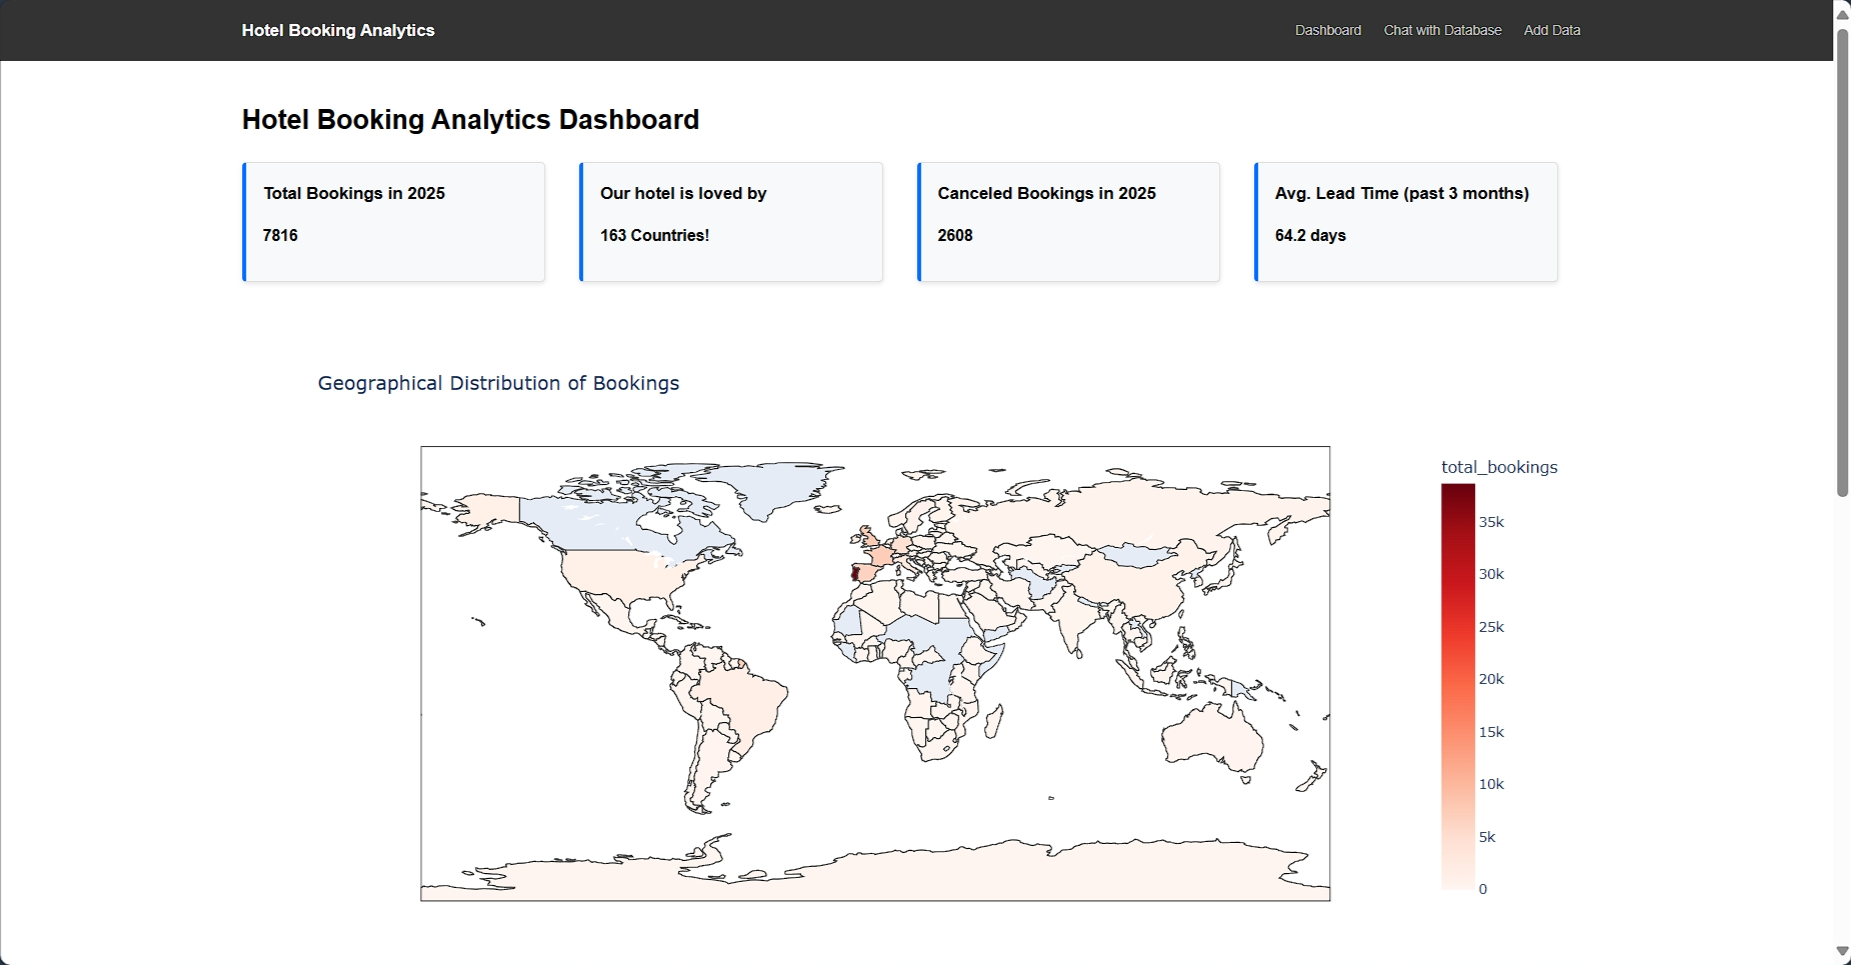 Hotel Booking Analytics
Dashboard
Chat with Database
Add Data
Hotel Booking Analytics Dashboard
Total Bookings in 2025
7816
Our hotel is loved by
163 Countries!
Canceled Bookings in 2025
2608
Avg. Lead Time (past 3 months)
64.2 days
Geographical Distribution of Bookings
total_bookings
35k
30k
25k
20k
15k
10k
5k
0